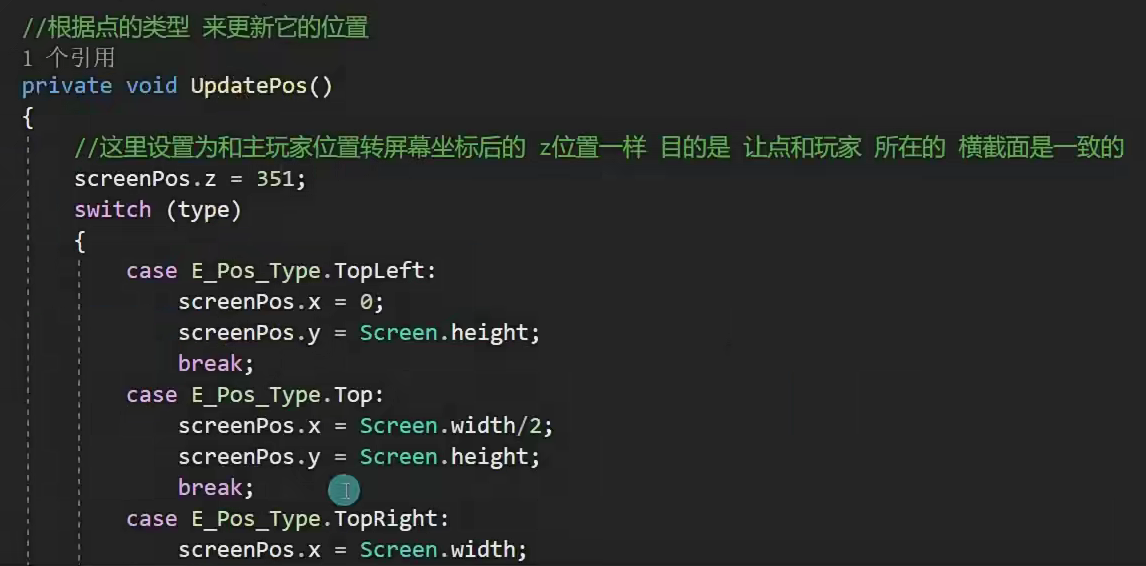 //根据点的类型 来更新它的位置
1 个引用
private void UpdatePos()
{
//这里设置为和主玩家位置转屏幕坐标后的 z位置一样 目的是 让点和玩家 所在的 横截面是一致的
screenPos.z = 351;
switch (type)
{
case E_Pos_Type.TopLeft:
screenPos.x = 0;
screenPos.y = Screen.height;
break;
case E_Pos_Type.Top:
screenPos.x = Screen.width/2;
screenPos.y = Screen.height;
break;
case E_Pos_Type.TopRight:
screenPos.x = Screen.width;